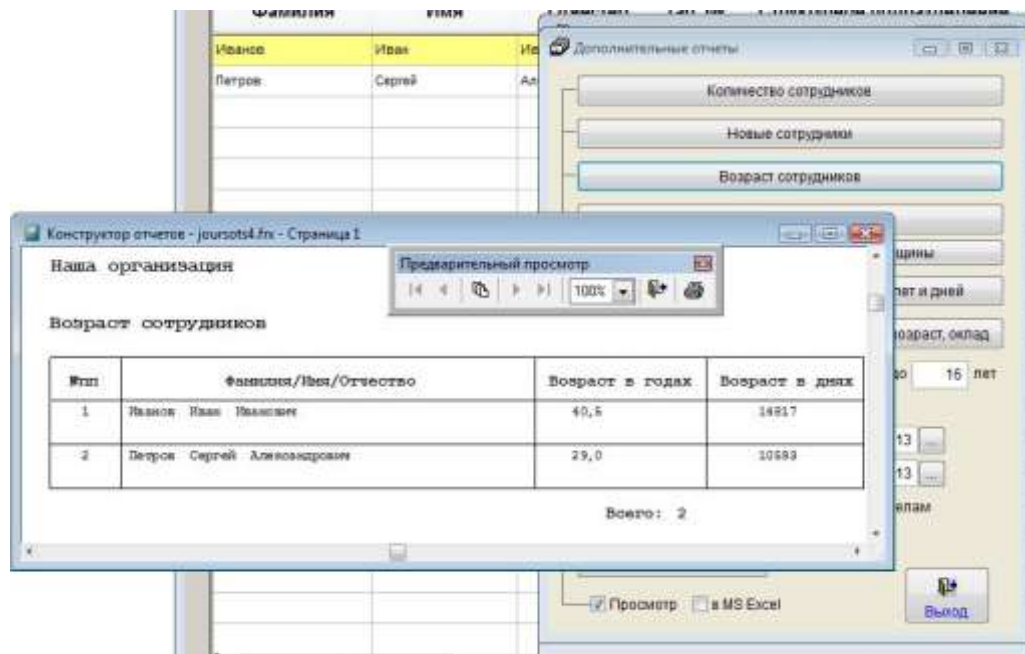 Фамилия Имя
Иванов Иван
Петров Сергей
Дополнительные отчеты
Количество сотрудников
Новые сотрудники
Возраст сотрудников
Конструктор отчетов - joursots4.frx - Страница 1
Предварительный просмотр
100%
Наша организация
Возраст сотрудников
№пп Фамилия/Имя/Отчество Возраст в годах Возраст в днях
1 Иванов Иван Иванович 40,5
2 Петров Сергей Александрович 29,0 10593
Всего: 2
лет и дней
возраст, оклад
до 16 лет
13 ...
13 ...
Просмотр в MS Excel
Выход